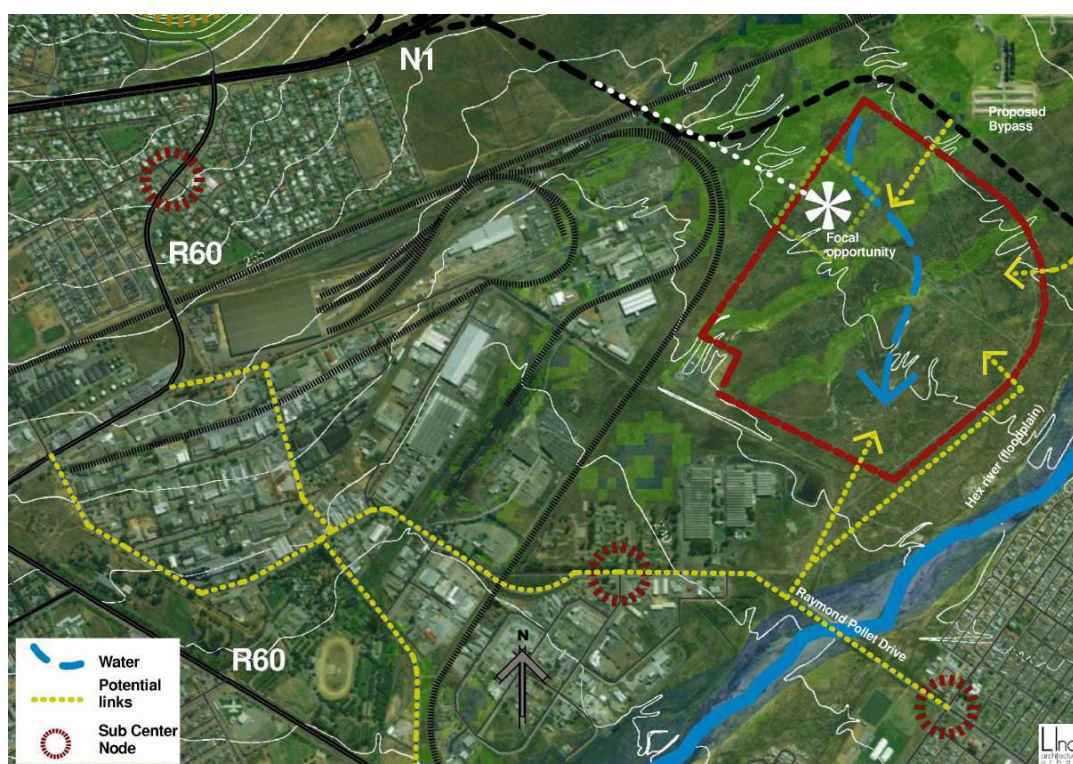 N1
Proposed
Bypass
R60
Focal
opportunity
Hex river (floodplain)
Raymond Pollet Drive
N
R60
Water
Potential
links
Sub Center
Node